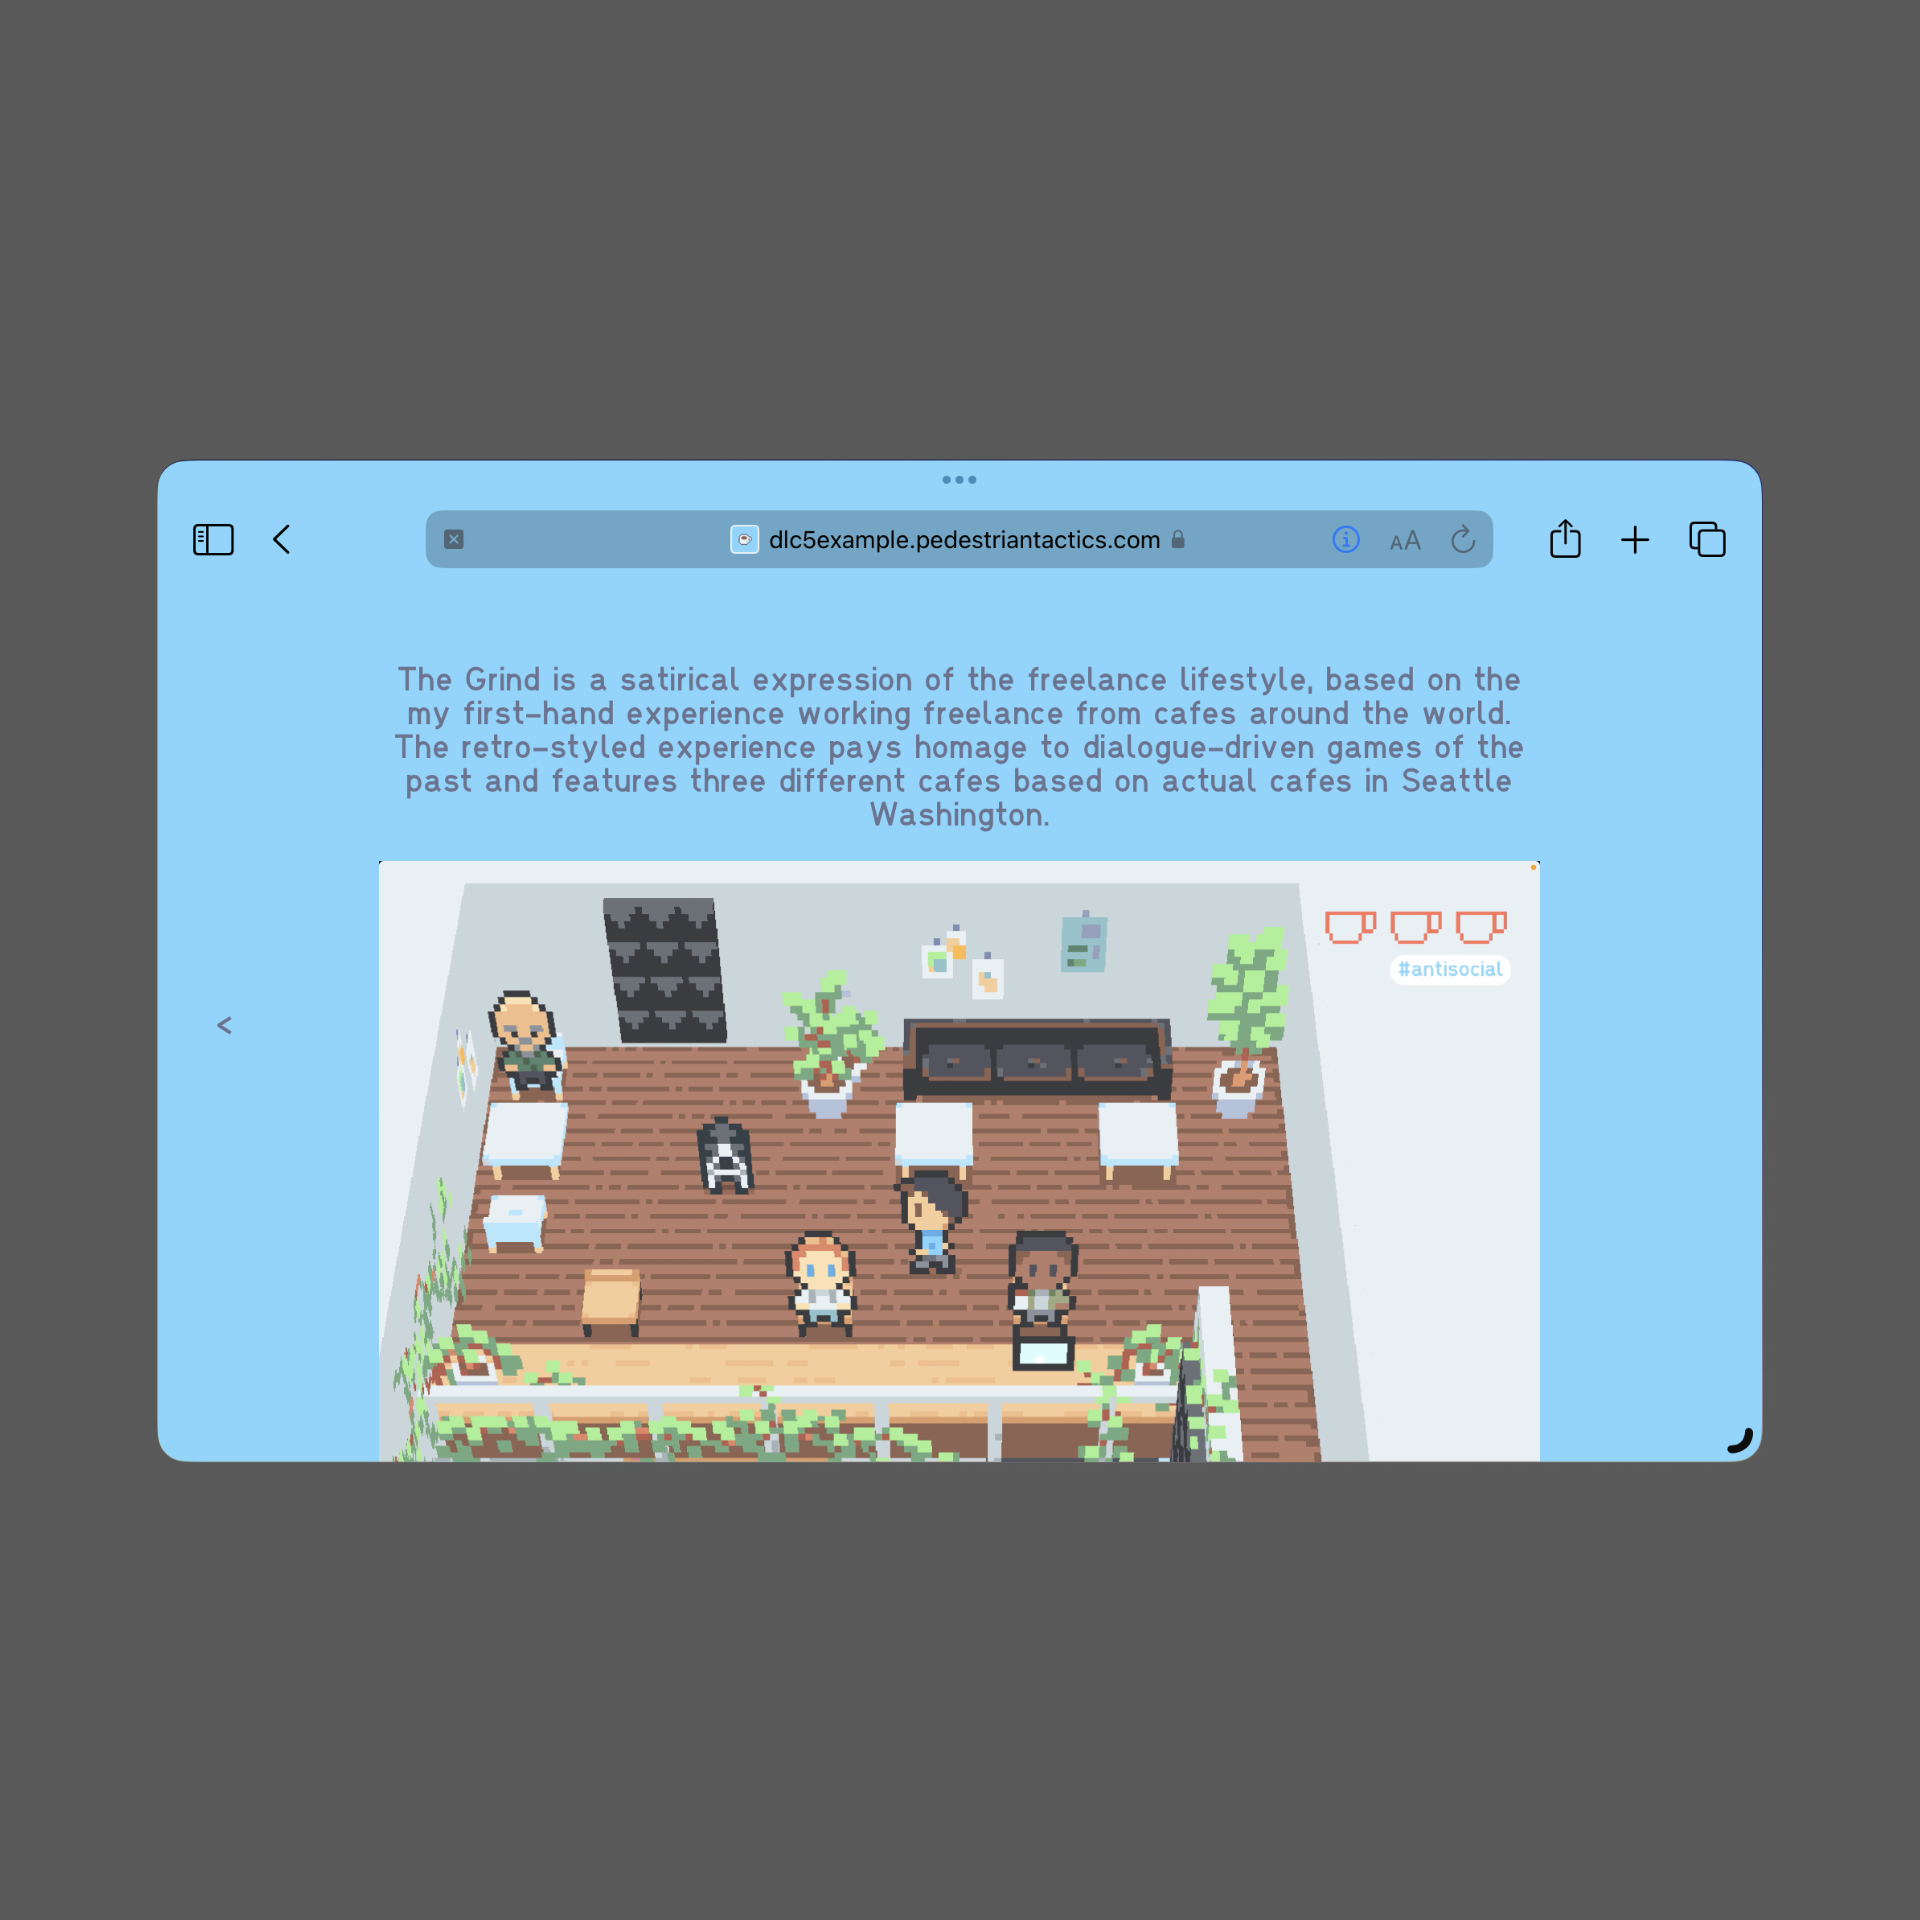 dlc5example.pedestriantactics.com
AA
The Grind is a satirical expression of the freelance lifestyle, based on the
my first-hand experience working freelance from cafes around the world.
The retro-styled experience pays homage to dialogue-driven games of the
past and features three different cafes based on actual cafes in Seattle
Washington.
#antisocial
<